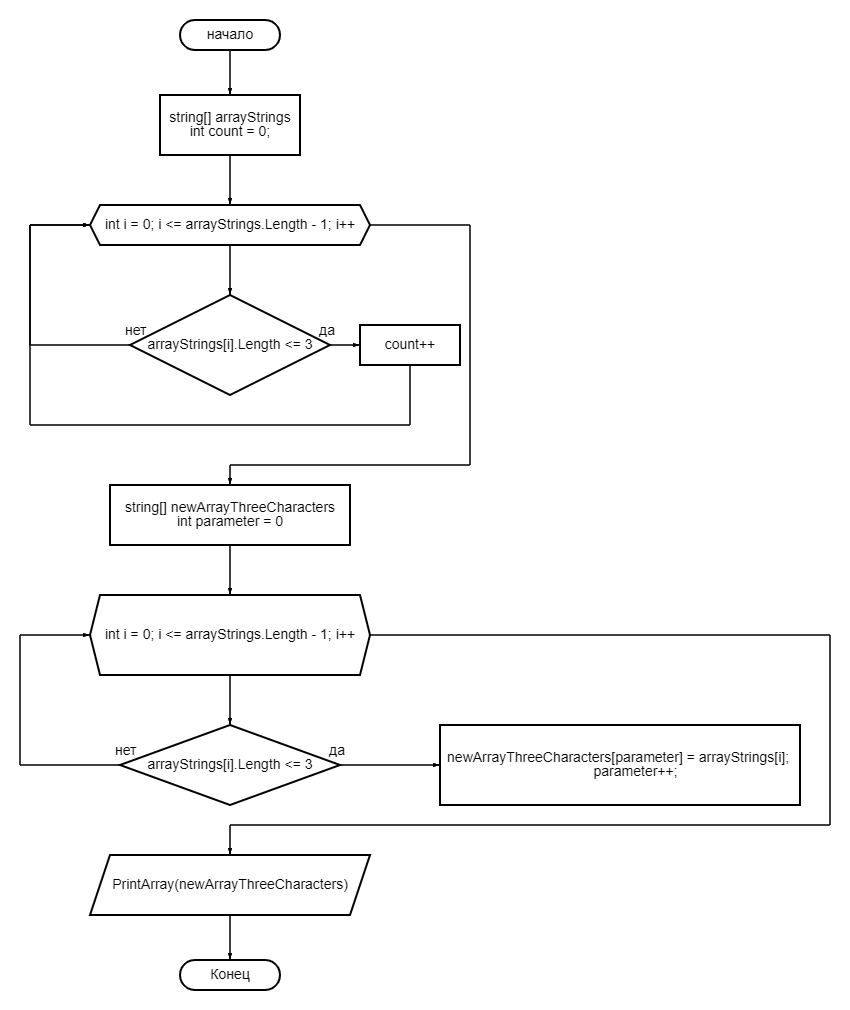 начало
string[] arrayStrings
int count = 0;
int i = 0; i <= arrayStrings.Length - 1; i++
нет
да
arrayStrings[i].Length <= 3
count++
string[] newArrayThreeCharacters
int parameter = 0
int i = 0; i <= arrayStrings.Length - 1; i++
нет
да
arrayStrings[i].Length <= 3
newArrayThreeCharacters[parameter] = arrayStrings[i];
parameter++;
PrintArray(newArrayThreeCharacters)
Конец